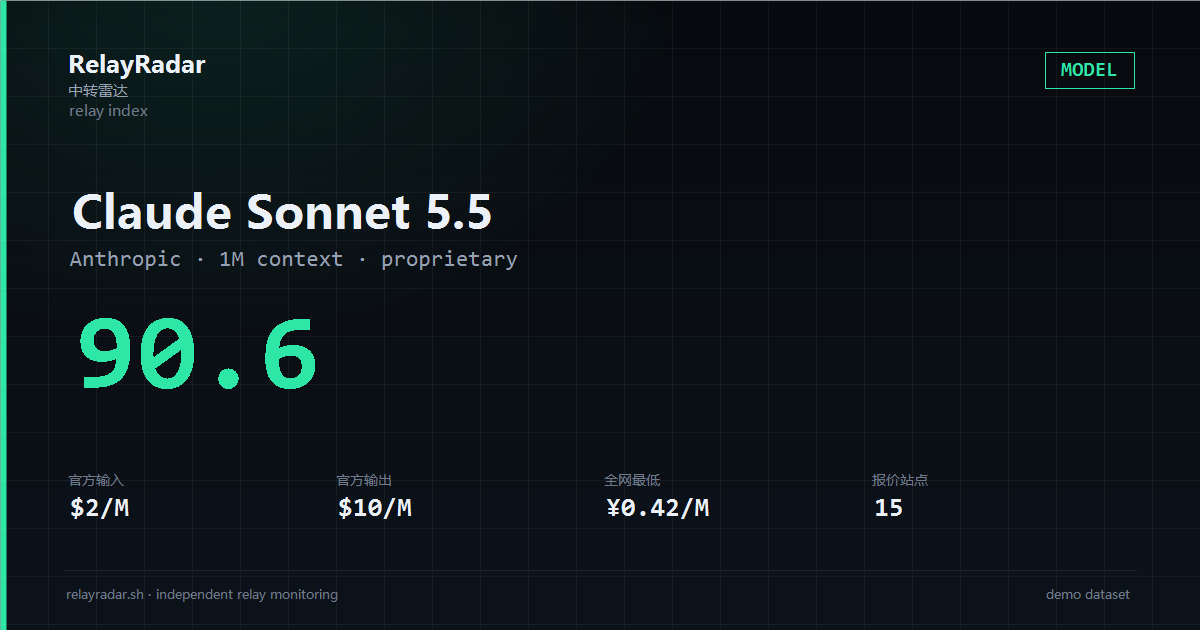 RelayRadar
MODEL
中转雷达
relay index
Claude Sonnet 5.5
Anthropic · 1M context · proprietary
90.6
官方输入 官方输出 全网最低 报价站点
$2/M $10/M ¥0.42/M 15
relayradar.sh · independent relay monitoring demo dataset